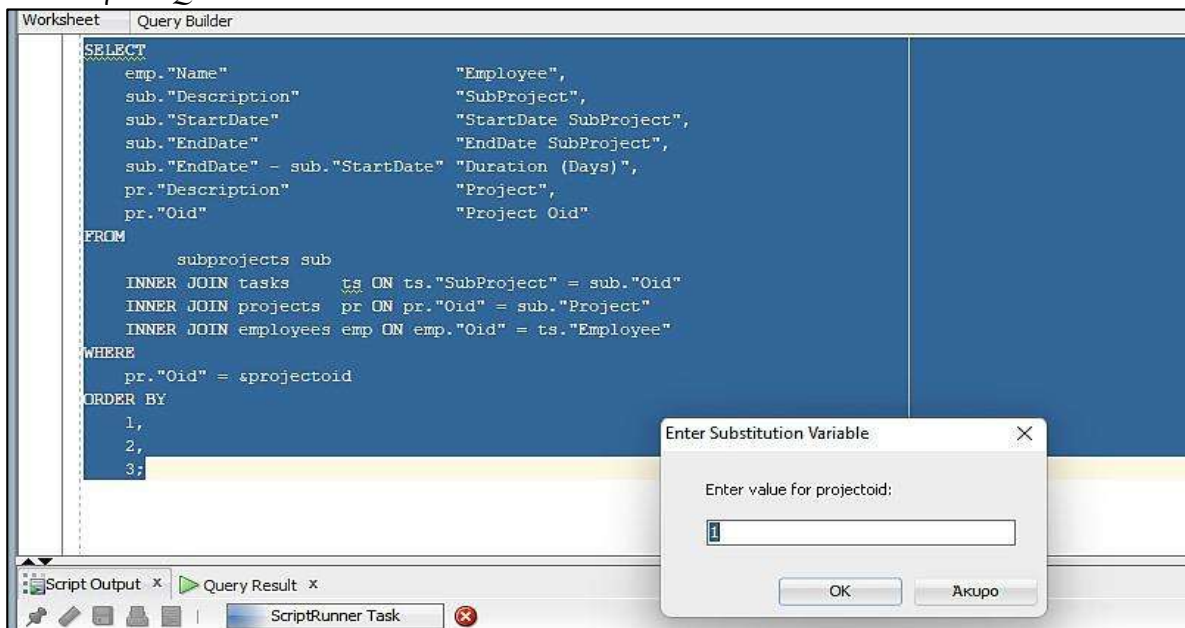 Worksheet Query Builder
SELECT
emp."Name" "Employee",
sub."Description" "SubProject",
sub."StartDate" "StartDate SubProject",
sub."EndDate" "EndDate SubProject",
sub."EndDate" - sub."StartDate" "Duration (Days)",
pr."Description" "Project",
pr."Oid" "Project Oid"
FROM
subprojects sub
INNER JOIN tasks ts ON ts."SubProject" = sub."Oid"
INNER JOIN projects pr ON pr."Oid" = sub."Project"
INNER JOIN employees emp ON emp."Oid" = ts."Employee"
WHERE
pr."Oid" = &projectoid
ORDER BY
1,
2,
3;
Enter Substitution Variable
Enter value for projectoid:
1
OK Άκυρο
Script Output x Query Result x
ScriptRunner Task